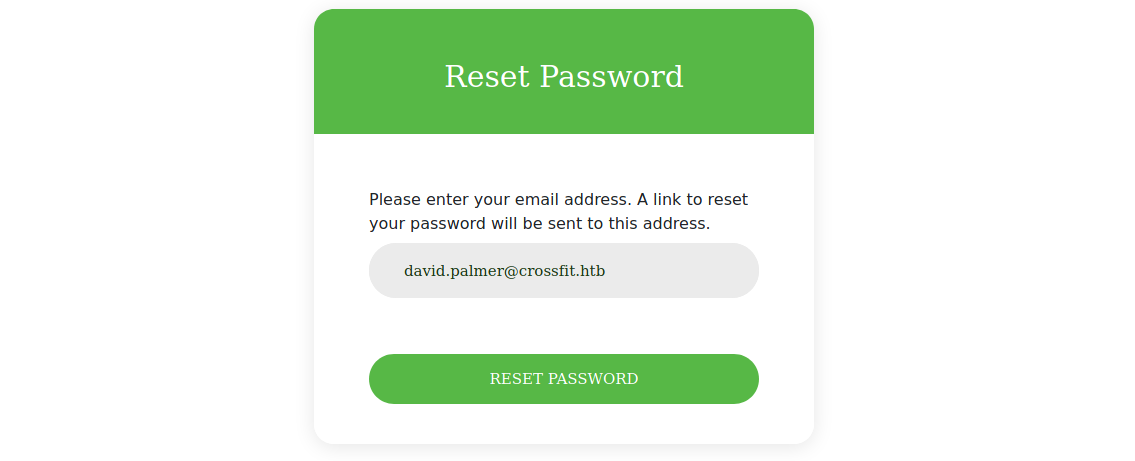 Reset Password
Please enter your email address. A link to reset
your password will be sent to this address.
david.palmer@crossfit.htb
RESET PASSWORD